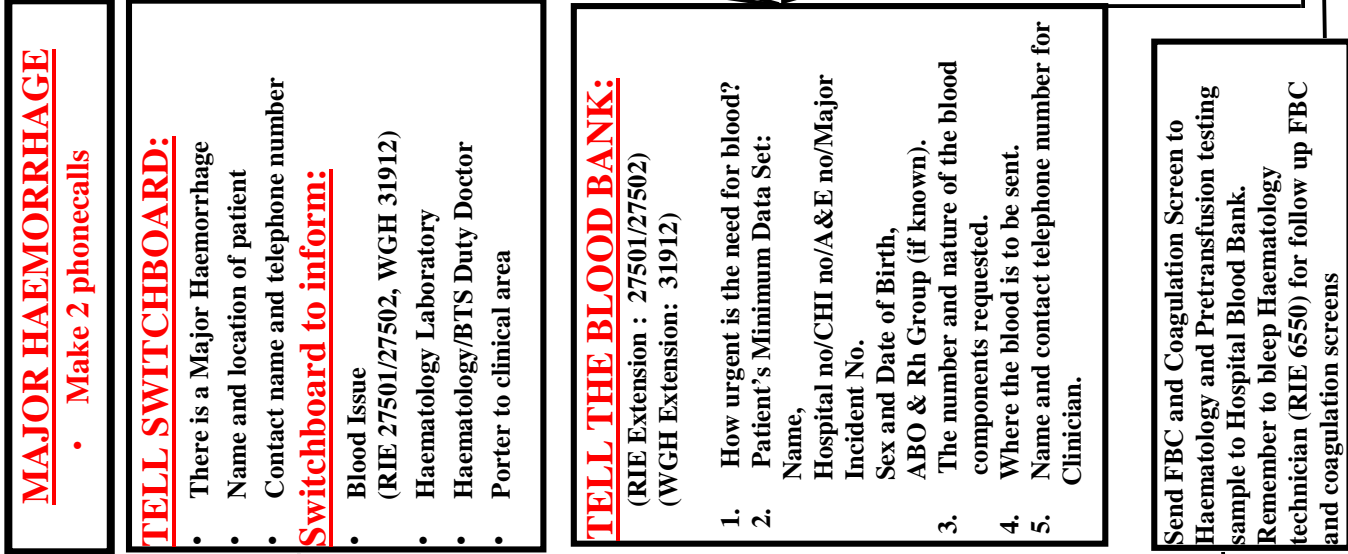 MAJOR HAEMORRHAGE
• Make 2 phonecalls
TELL SWITCHBOARD:
• There is a Major Haemorrhage
• Name and location of patient
• Contact name and telephone number
Switchboard to inform:
• Blood Issue
(RIE 27501/27502, WGH 31912)
• Haematology Laboratory
• Haematology/BTS Duty Doctor
• Porter to clinical area
TELL THE BLOOD BANK:
(RIE Extension : 27501/27502)
(WGH Extension: 31912)
1. How urgent is the need for blood?
2. Patient’s Minimum Data Set:
Name,
Hospital no/CHI no/A&E no/Major
Incident No.
Sex and Date of Birth,
ABO & Rh Group (if known).
3. The number and nature of the blood
components requested.
4. Where the blood is to be sent.
5. Name and contact telephone number for
Clinician.
Send FBC and Coagulation Screen to
Haematology and Pretransfusion testing
sample to Hospital Blood Bank.
Remember to bleep Haematology
technician (RIE 6550) for follow up FBC
and coagulation screens